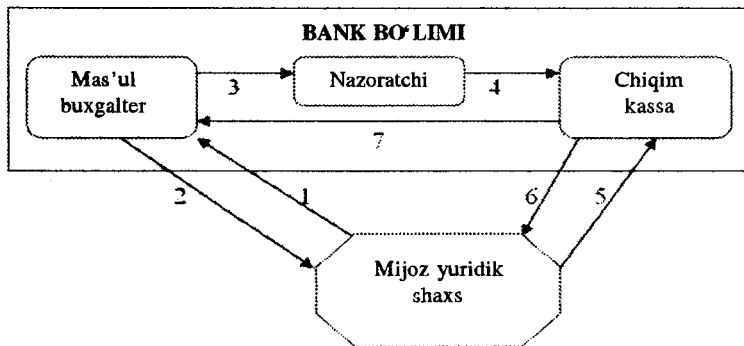 BANK BO‘LIMI
Mas’ul
buxgalter
3
Nazoratchi
4
Chiqim
kassa
7
2
1
6
5
Mijoz yuridik
shaxs